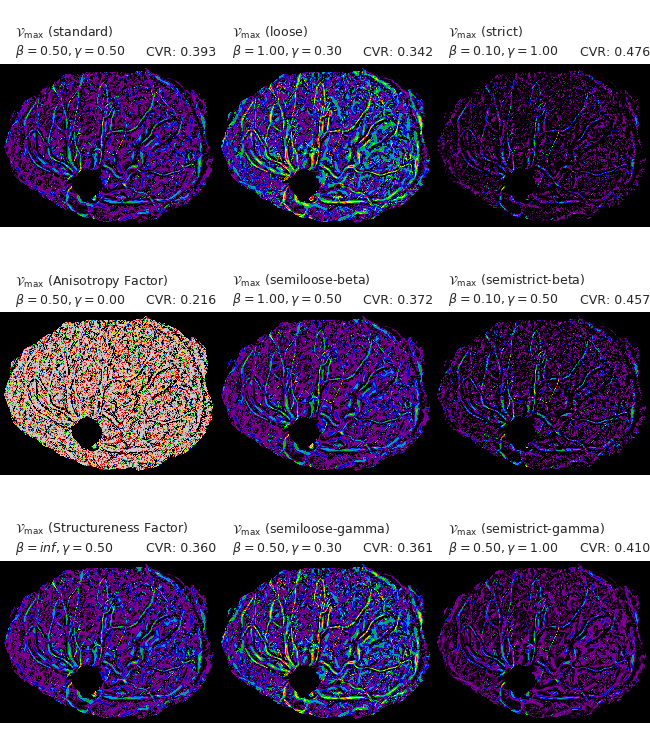 𝒱max (standard)
β = 0.50, γ = 0.50 CVR: 0.393
𝒱max (loose)
β = 1.00, γ = 0.30 CVR: 0.342
𝒱max (strict)
β = 0.10, γ = 1.00 CVR: 0.476
𝒱max (Anisotropy Factor)
β = 0.50, γ = 0.00 CVR: 0.216
𝒱max (semiloose-beta)
β = 1.00, γ = 0.50 CVR: 0.372
𝒱max (semistrict-beta)
β = 0.10, γ = 0.50 CVR: 0.457
𝒱max (Structureness Factor)
β = inf, γ = 0.50 CVR: 0.360
𝒱max (semiloose-gamma)
β = 0.50, γ = 0.30 CVR: 0.361
𝒱max (semistrict-gamma)
β = 0.50, γ = 1.00 CVR: 0.410